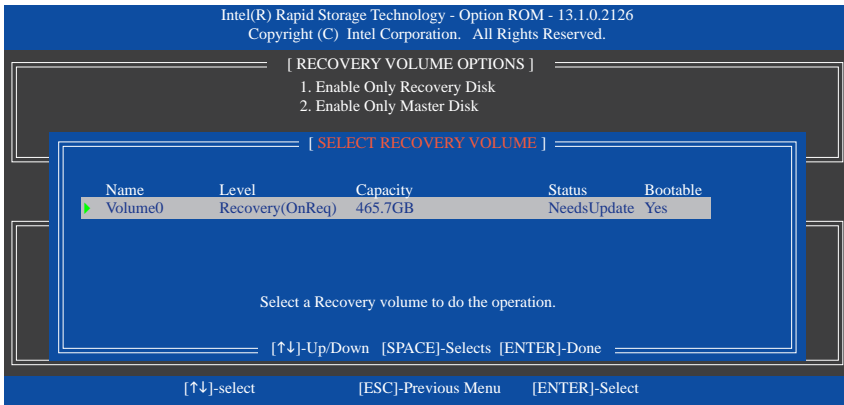 Intel(R) Rapid Storage Technology - Option ROM - 13.1.0.2126
Copyright (C) Intel Corporation. All Rights Reserved.
[ RECOVERY VOLUME OPTIONS ]
1. Enable Only Recovery Disk
2. Enable Only Master Disk
[ SELECT RECOVERY VOLUME ]
Name Level Capacity Status Bootable
Volume0 Recovery(OnReq) 465.7GB NeedsUpdate Yes
Select a Recovery volume to do the operation.
[↑↓]-Up/Down [SPACE]-Selects [ENTER]-Done
[↑↓]-select [ESC]-Previous Menu [ENTER]-Select